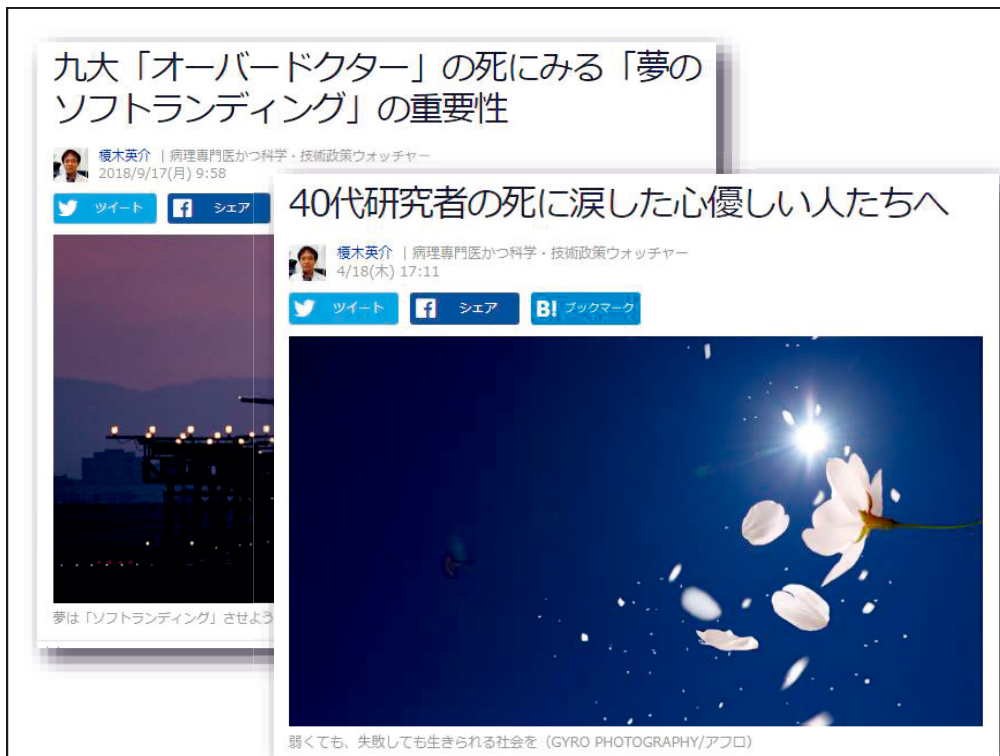 九大「オーバードクター」の死にみる「夢の
ソフトランディング」の重要性
榎木英介 | 病理専門医かつ科学・技術政策ウォッチャー
2018/9/17(月) 9:58
ツイート
シェア
夢は「ソフトランディング」させよう
40代研究者の死に涙した心優しい人たちへ
榎木英介 | 病理専門医かつ科学・技術政策ウォッチャー
4/18(木) 17:11
ツイート
シェア
B! ブックマーク
弱くても、失敗しても生きられる社会を（GYRO PHOTOGRAPHY/アフロ）